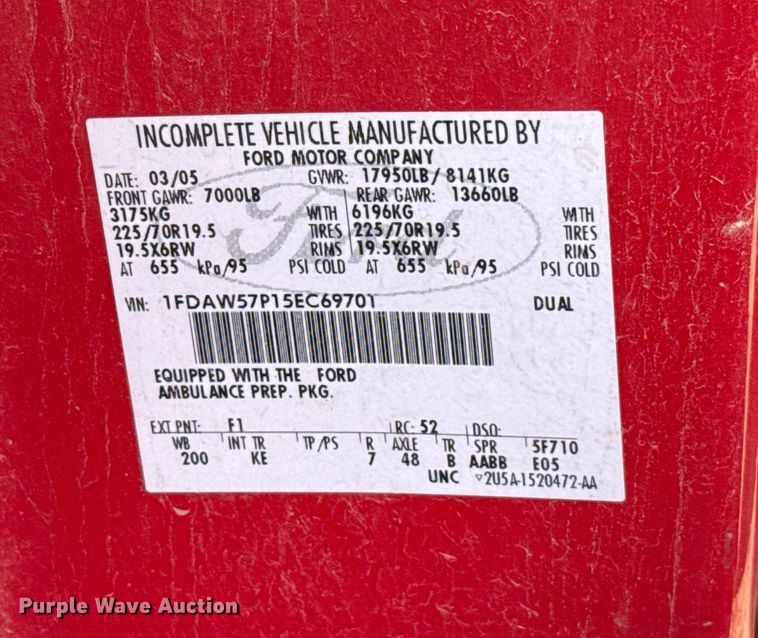 INCOMPLETE VEHICLE MANUFACTURED BY
FORD MOTOR COMPANY
DATE: 03/05 GVWR: 17950LB/ 8141KG
FRONT GAWR: 7000LB REAR GAWR: 13660LB
3175KG WITH 6196KG WITH
225/70R19.5 TIRES 225/70R19.5 TIRES
19.5X6RW RIMS 19.5X6RW RIMS
AT 655 kPa/95 PSI COLD AT 655 kPa/95 PSI COLD
Ford
VIN: 1FDAW57P15EC69701 DUAL
EQUIPPED WITH THE FORD
AMBULANCE PREP. PKG.
EXT PNT: F1 RC: 52 DSO:
WB INT TR TP/PS R AXLE TR SPR 5F710
200 KE 7 48 B AABB E05
UNC ▽2U5A-1520472-AA
Purple Wave Auction